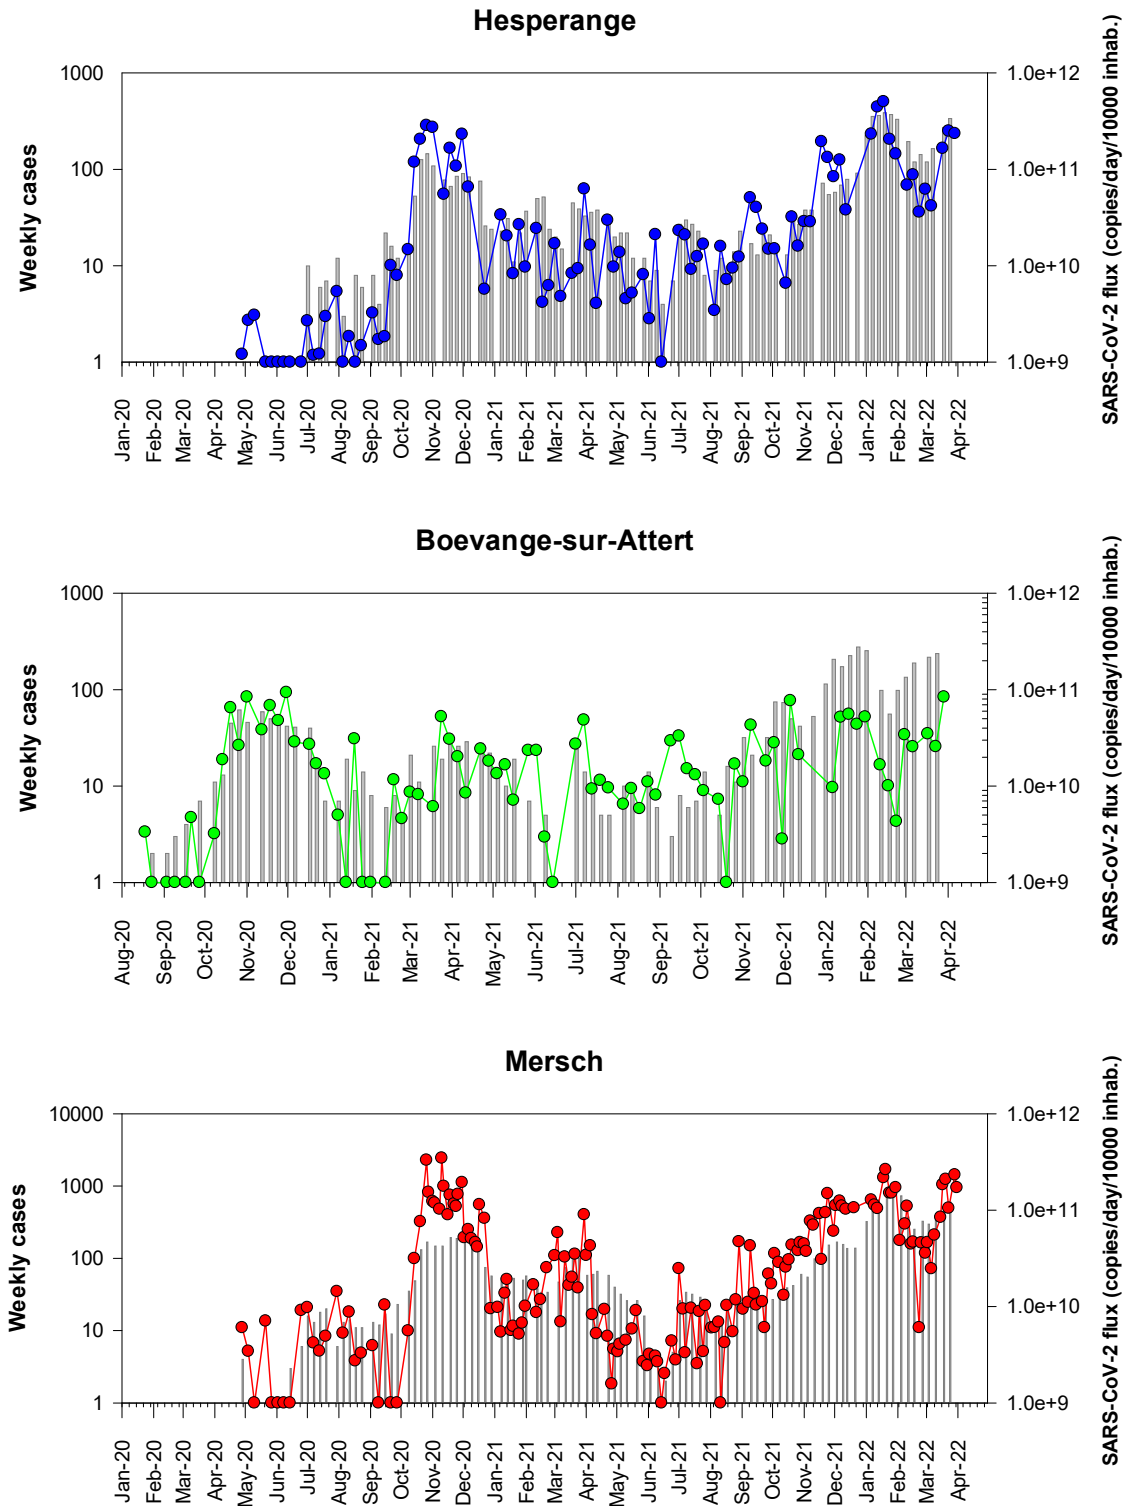 Hesperange
Weekly cases
1000
100
10
1
1.0e+12
1.0e+11
1.0e+10
1.0e+9
SARS-CoV-2 flux (copies/day/10000 inhab.)
Jan-20
Feb-20
Mar-20
Apr-20
May-20
Jun-20
Jul-20
Aug-20
Sep-20
Oct-20
Nov-20
Dec-20
Jan-21
Feb-21
Mar-21
Apr-21
May-21
Jun-21
Jul-21
Aug-21
Sep-21
Oct-21
Nov-21
Dec-21
Jan-22
Feb-22
Mar-22
Apr-22
Boevange-sur-Attert
Weekly cases
1000
100
10
1
1.0e+12
1.0e+11
1.0e+10
1.0e+9
SARS-CoV-2 flux (copies/day/10000 inhab.)
Aug-20
Sep-20
Oct-20
Nov-20
Dec-20
Jan-21
Feb-21
Mar-21
Apr-21
May-21
Jun-21
Jul-21
Aug-21
Sep-21
Oct-21
Nov-21
Dec-21
Jan-22
Feb-22
Mar-22
Apr-22
Mersch
Weekly cases
10000
1000
100
10
1
1.0e+12
1.0e+11
1.0e+10
1.0e+9
SARS-CoV-2 flux (copies/day/10000 inhab.)
Jan-20
Feb-20
Mar-20
Apr-20
May-20
Jun-20
Jul-20
Aug-20
Sep-20
Oct-20
Nov-20
Dec-20
Jan-21
Feb-21
Mar-21
Apr-21
May-21
Jun-21
Jul-21
Aug-21
Sep-21
Oct-21
Nov-21
Dec-21
Jan-22
Feb-22
Mar-22
Apr-22